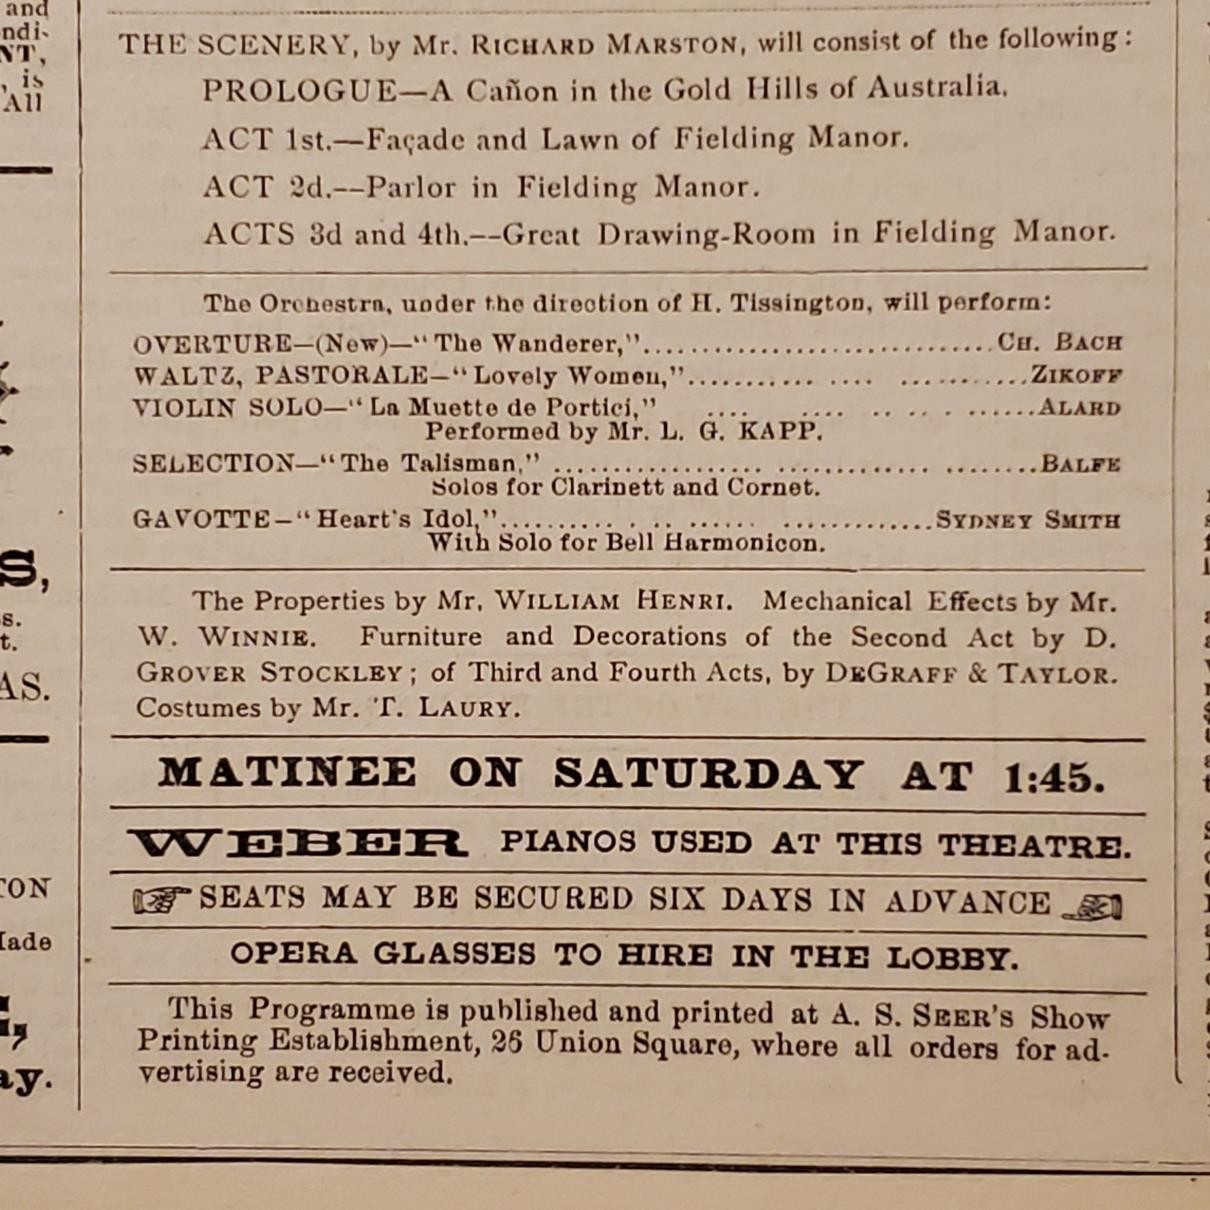 and
ndi-
NT,
, is
All
S,
s.
t.
AS.
TON
Made
ay.
THE SCENERY, by Mr. RICHARD MARSTON, will consist of the following:
PROLOGUE—A Cañon in the Gold Hills of Australia.
ACT 1st.—Façade and Lawn of Fielding Manor.
ACT 2d.--Parlor in Fielding Manor.
ACTS 3d and 4th.--Great Drawing-Room in Fielding Manor.
The Orchestra, under the direction of H. Tissington, will perform:
OVERTURE—(New)—“The Wanderer,”..............................CH. BACH
WALTZ, PASTORALE—“Lovely Women,”........... .... ............ZIKOFF
VIOLIN SOLO—“La Muette de Portici,” .... .... .. .. . ......ALARD
Performed by Mr. L. G. KAPP.
SELECTION—“The Talisman,” .................. ............. ........BALFE
Solos for Clarinett and Cornet.
GAVOTTE—“Heart's Idol,”.......... . .. ...... .............SYDNEY SMITH
With Solo for Bell Harmonicon.
The Properties by Mr. WILLIAM HENRI. Mechanical Effects by Mr.
W. WINNIE. Furniture and Decorations of the Second Act by D.
GROVER STOCKLEY; of Third and Fourth Acts, by DEGRAFF & TAYLOR.
Costumes by Mr. T. LAURY.
MATINEE ON SATURDAY AT 1:45.
WEBER PIANOS USED AT THIS THEATRE.
SEATS MAY BE SECURED SIX DAYS IN ADVANCE
OPERA GLASSES TO HIRE IN THE LOBBY.
This Programme is published and printed at A. S. SEER'S Show
Printing Establishment, 26 Union Square, where all orders for ad-
vertising are received.